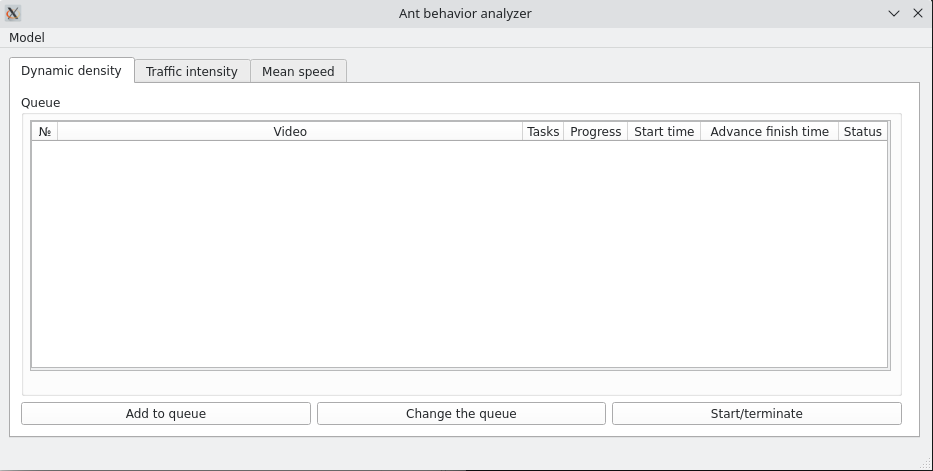 Ant behavior analyzer
Model
Dynamic density Traffic intensity Mean speed
Queue
№ Video Tasks Progress Start time Advance finish time Status
Add to queue Change the queue Start/terminate